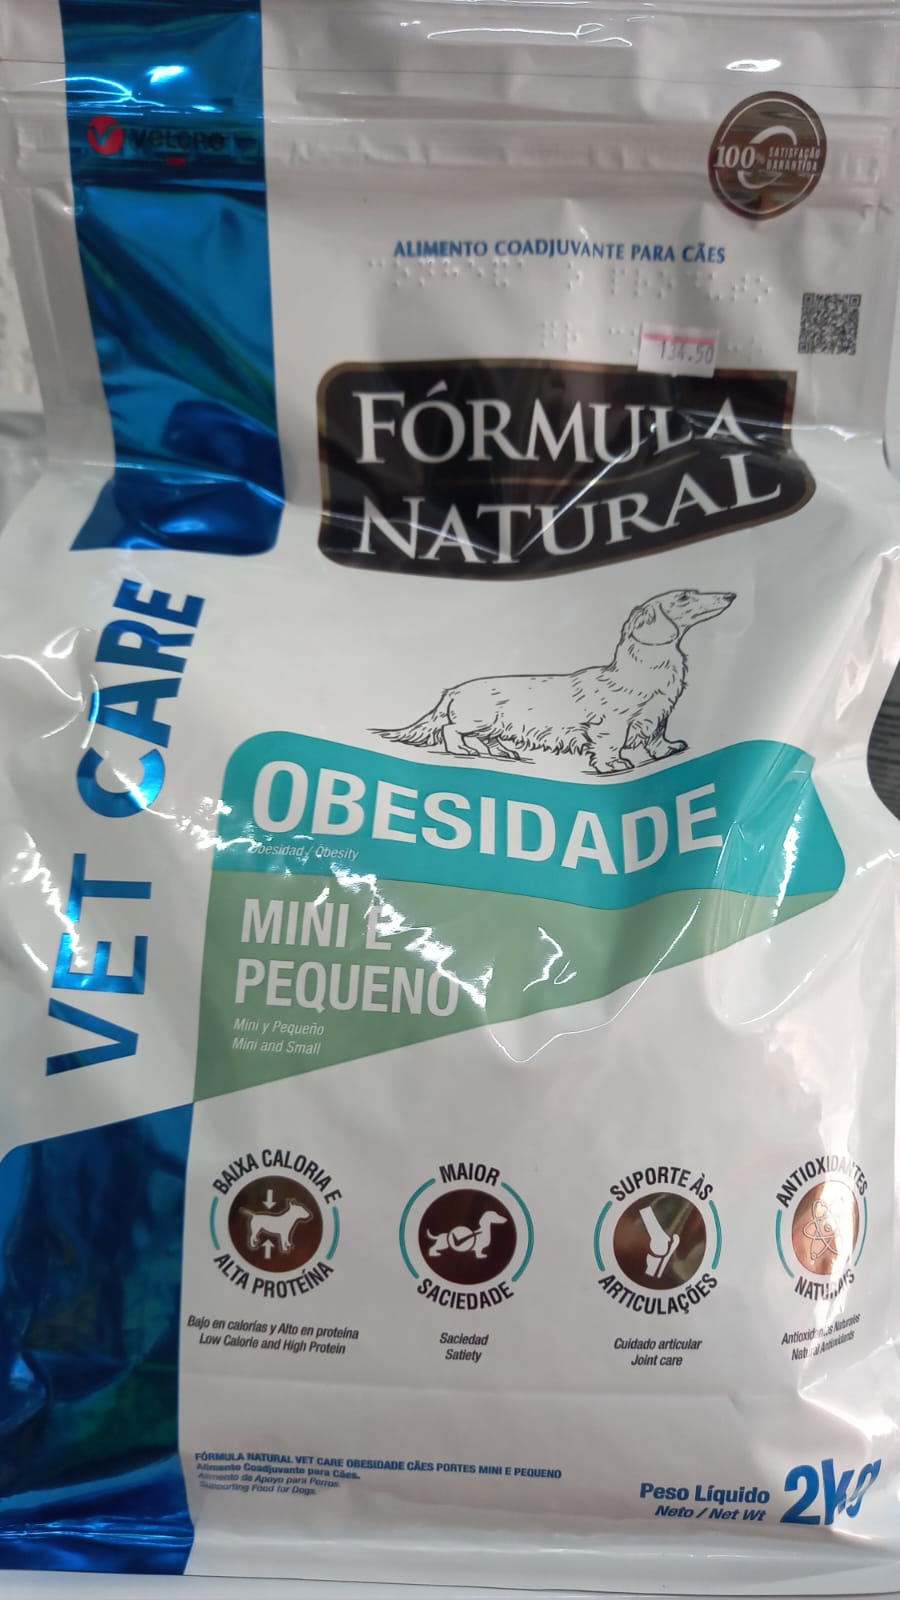 VeLoro
100% SATISFAÇÃO
GARANTIDA
ALIMENTO COADJUVANTE PARA CÃES
134.50
FÓRMULA
NATURAL
VET CARE
OBESIDADE
Obesidad / Obesity
MINI E
PEQUENO
Mini y Pequeño
Mini and Small
BAIXA CALORIA E
ALTA PROTEÍNA
Bajo en calorías y Alto en proteína
Low Calorie and High Protein
MAIOR
SACIEDADE
Saciedad
Satiety
SUPORTE ÀS
ARTICULAÇÕES
Cuidado articular
Joint care
ANTIOXIDANTES
NATURAIS
Antioxidantes Naturales
Natural Antioxidants
FÓRMULA NATURAL VET CARE OBESIDADE CÃES PORTES MINI E PEQUENO
Alimento Coadjuvante para Cães.
Alimento de Apoyo para Perros.
Supporting Food for Dogs.
Peso Líquido
Neto / Net Wt
2kg